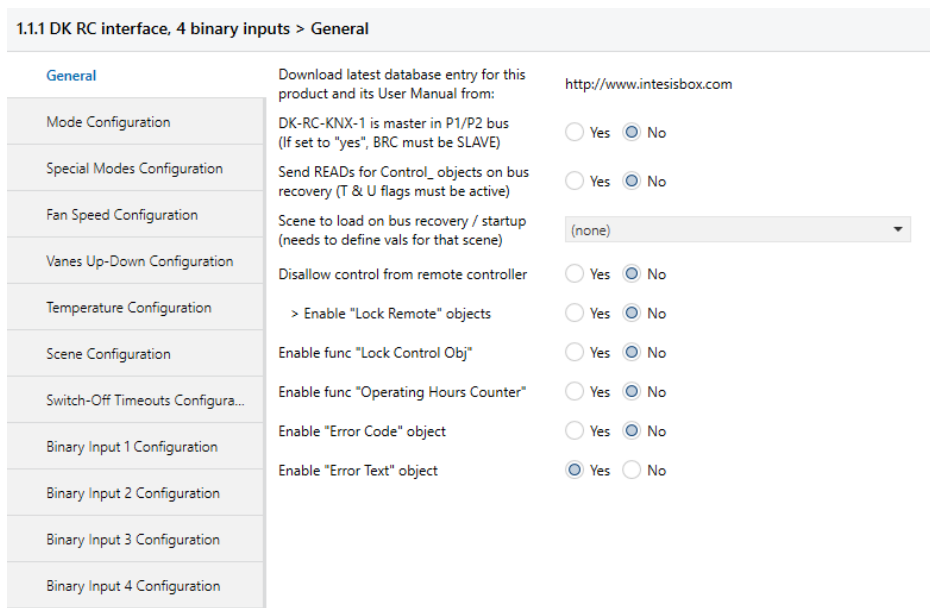 1.1.1 DK RC interface, 4 binary inputs > General
General
Mode Configuration
Special Modes Configuration
Fan Speed Configuration
Vanes Up-Down Configuration
Temperature Configuration
Scene Configuration
Switch-Off Timeouts Configura...
Binary Input 1 Configuration
Binary Input 2 Configuration
Binary Input 3 Configuration
Binary Input 4 Configuration
Download latest database entry for this
product and its User Manual from:
http://www.intesisbox.com
DK-RC-KNX-1 is master in P1/P2 bus
(If set to "yes", BRC must be SLAVE)
Yes No
Send READs for Control_ objects on bus
recovery (T & U flags must be active)
Yes No
Scene to load on bus recovery / startup
(needs to define vals for that scene)
(none)
Disallow control from remote controller
Yes No
> Enable "Lock Remote" objects
Yes No
Enable func "Lock Control Obj"
Yes No
Enable func "Operating Hours Counter"
Yes No
Enable "Error Code" object
Yes No
Enable "Error Text" object
Yes No